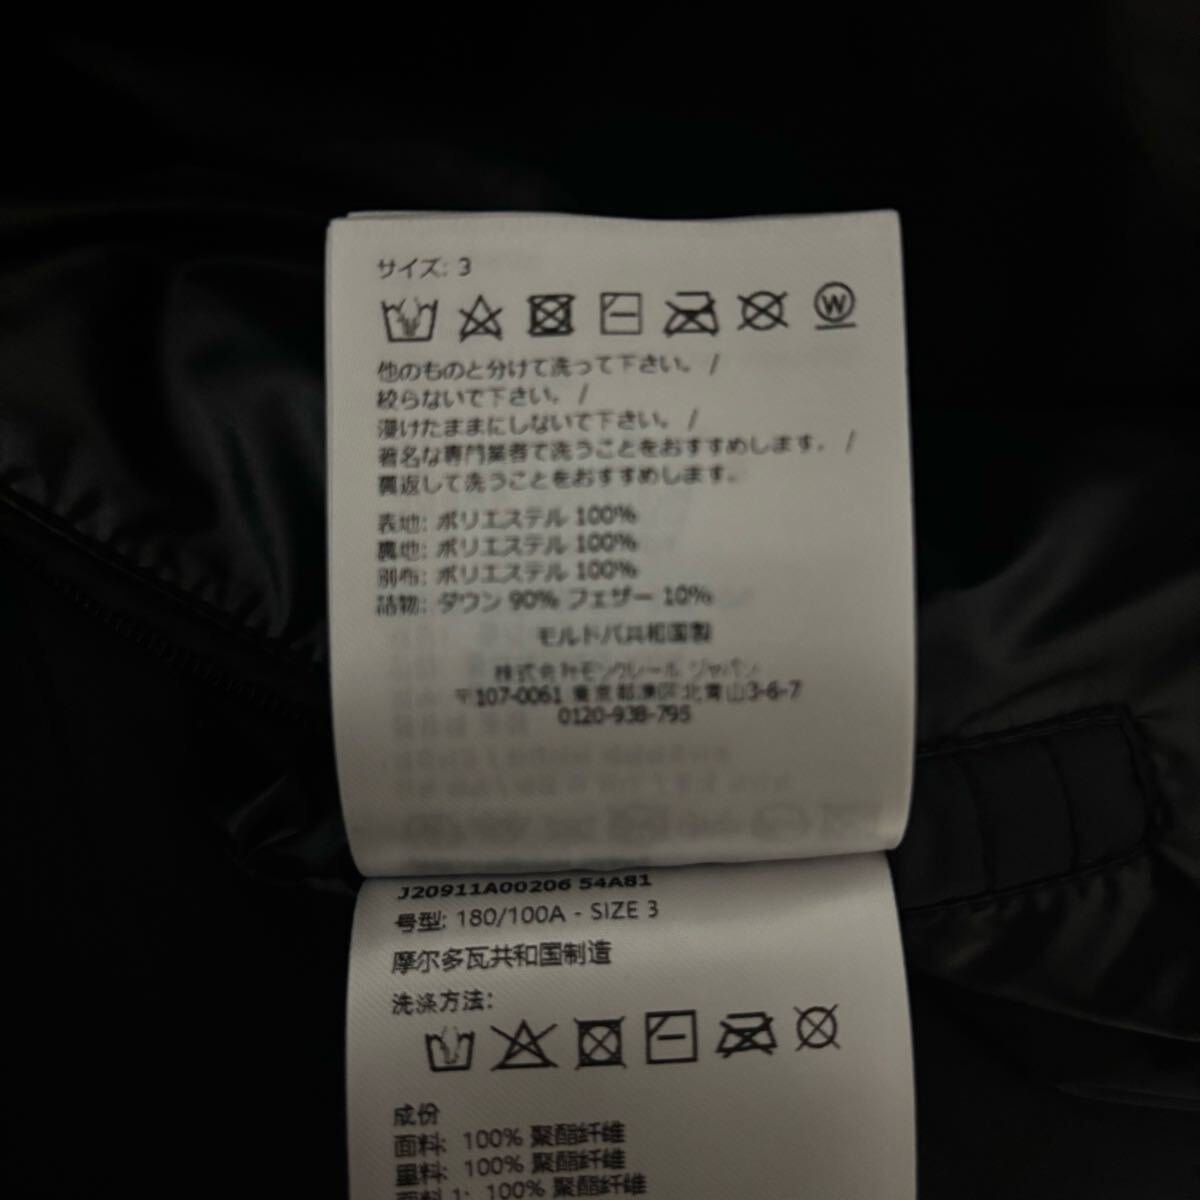 サイズ: 3
W
他のものと分けて洗って下さい。 /
絞らないで下さい。 /
浸けたままにしないで下さい。 /
著名な専門業者で洗うことをおすすめします。 /
裏返して洗うことをおすすめします。
表地: ポリエステル 100%
裏地: ポリエステル 100%
別布: ポリエステル 100%
詰物: ダウン 90% フェザー 10%
モルドバ共和国製
株式会社モンクレール ジャパン
〒107-0061 東京都港区北青山3-6-7
0120-938-795
J20911A00206 54A81
号型: 180/100A - SIZE 3
摩尔多瓦共和国制造
洗涤方法:
成份
面料: 100% 聚酯纤维
里料: 100% 聚酯纤维
面料 1: 100% 聚酯纤维